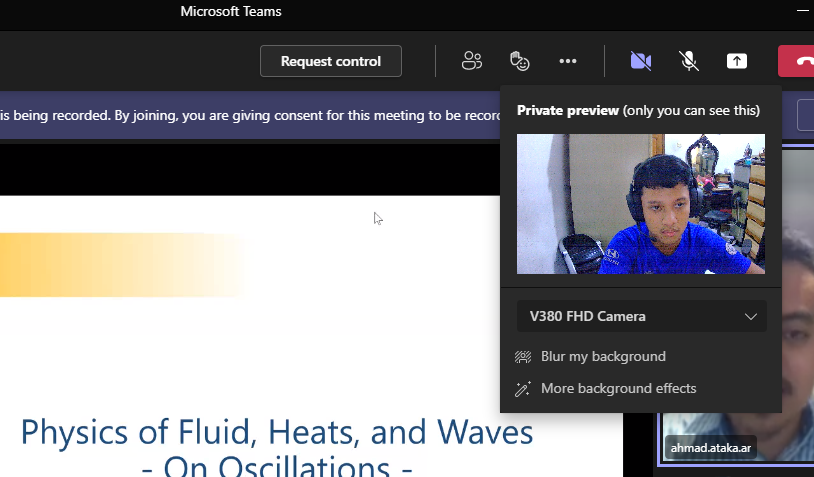 Microsoft Teams
Request control
is being recorded. By joining, you are giving consent for this meeting to be recor
Private preview (only you can see this)
V380 FHD Camera
Blur my background
More background effects
Physics of Fluid, Heats, and Waves
- On Oscillations -
ahmad.ataka.ar